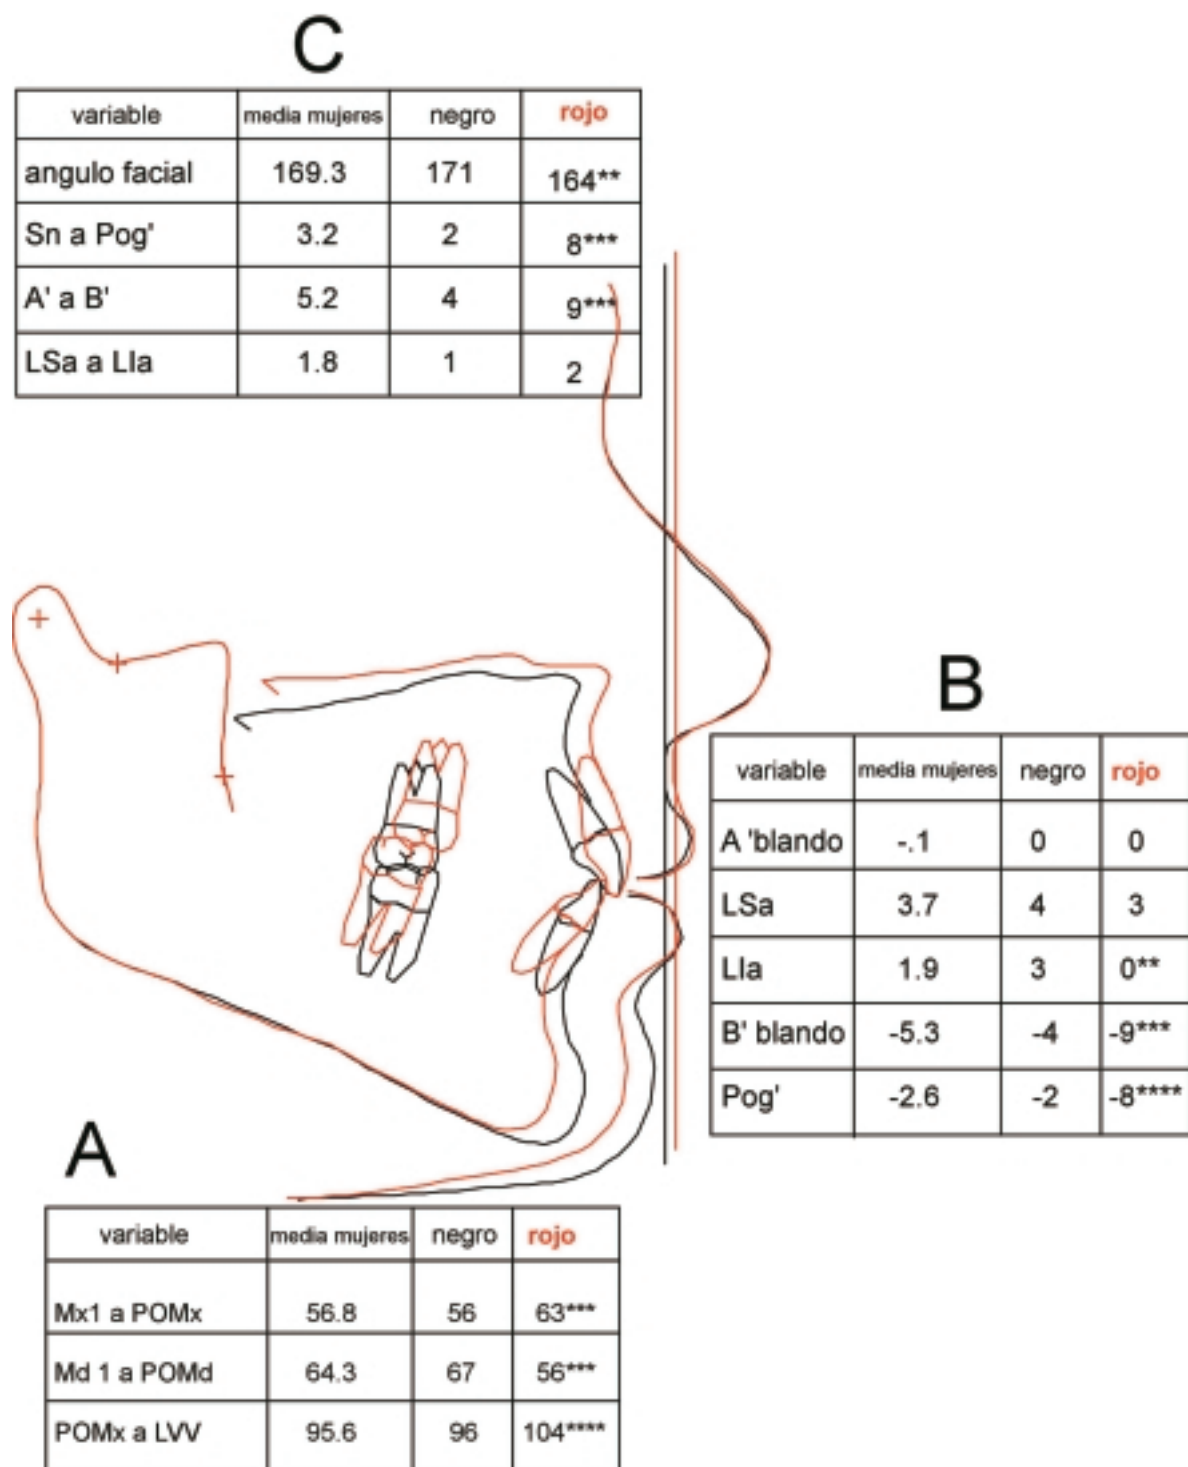 C
variable media mujeres negro rojo
angulo facial 169.3 171 164**
Sn a Pog' 3.2 2 8***
A' a B' 5.2 4 9***
LSa a LIa 1.8 1 2
B
variable media mujeres negro rojo
A 'blando -.1 0 0
LSa 3.7 4 3
LIa 1.9 3 0**
B' blando -5.3 -4 -9***
Pog' -2.6 -2 -8****
A
variable media mujeres negro rojo
Mx1 a POMx 56.8 56 63***
Md 1 a POMd 64.3 67 56***
POMx a LVV 95.6 96 104****